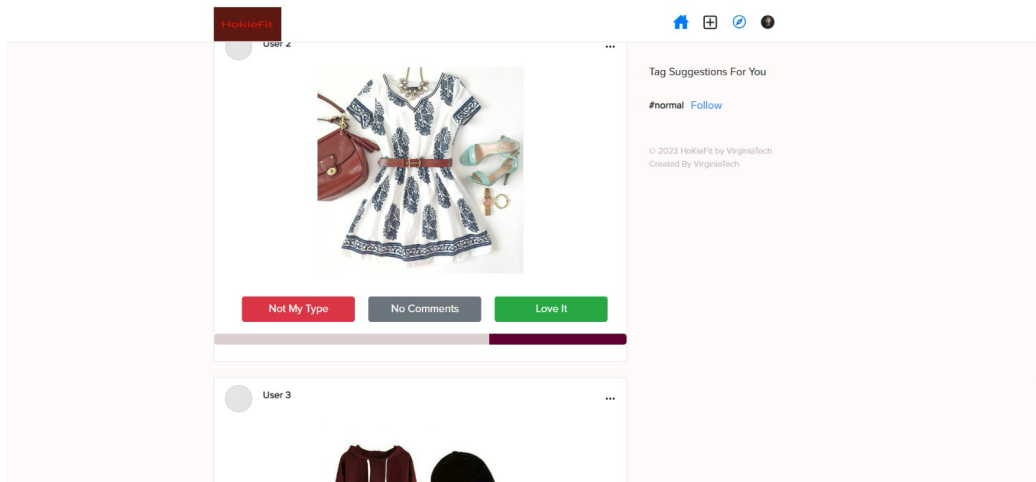 HokieFit
User 2
...
Tag Suggestions For You
#normal Follow
© 2023 HoKieFit by VirginiaTech
Created By VirginiaTech
Not My Type
No Comments
Love It
User 3
...